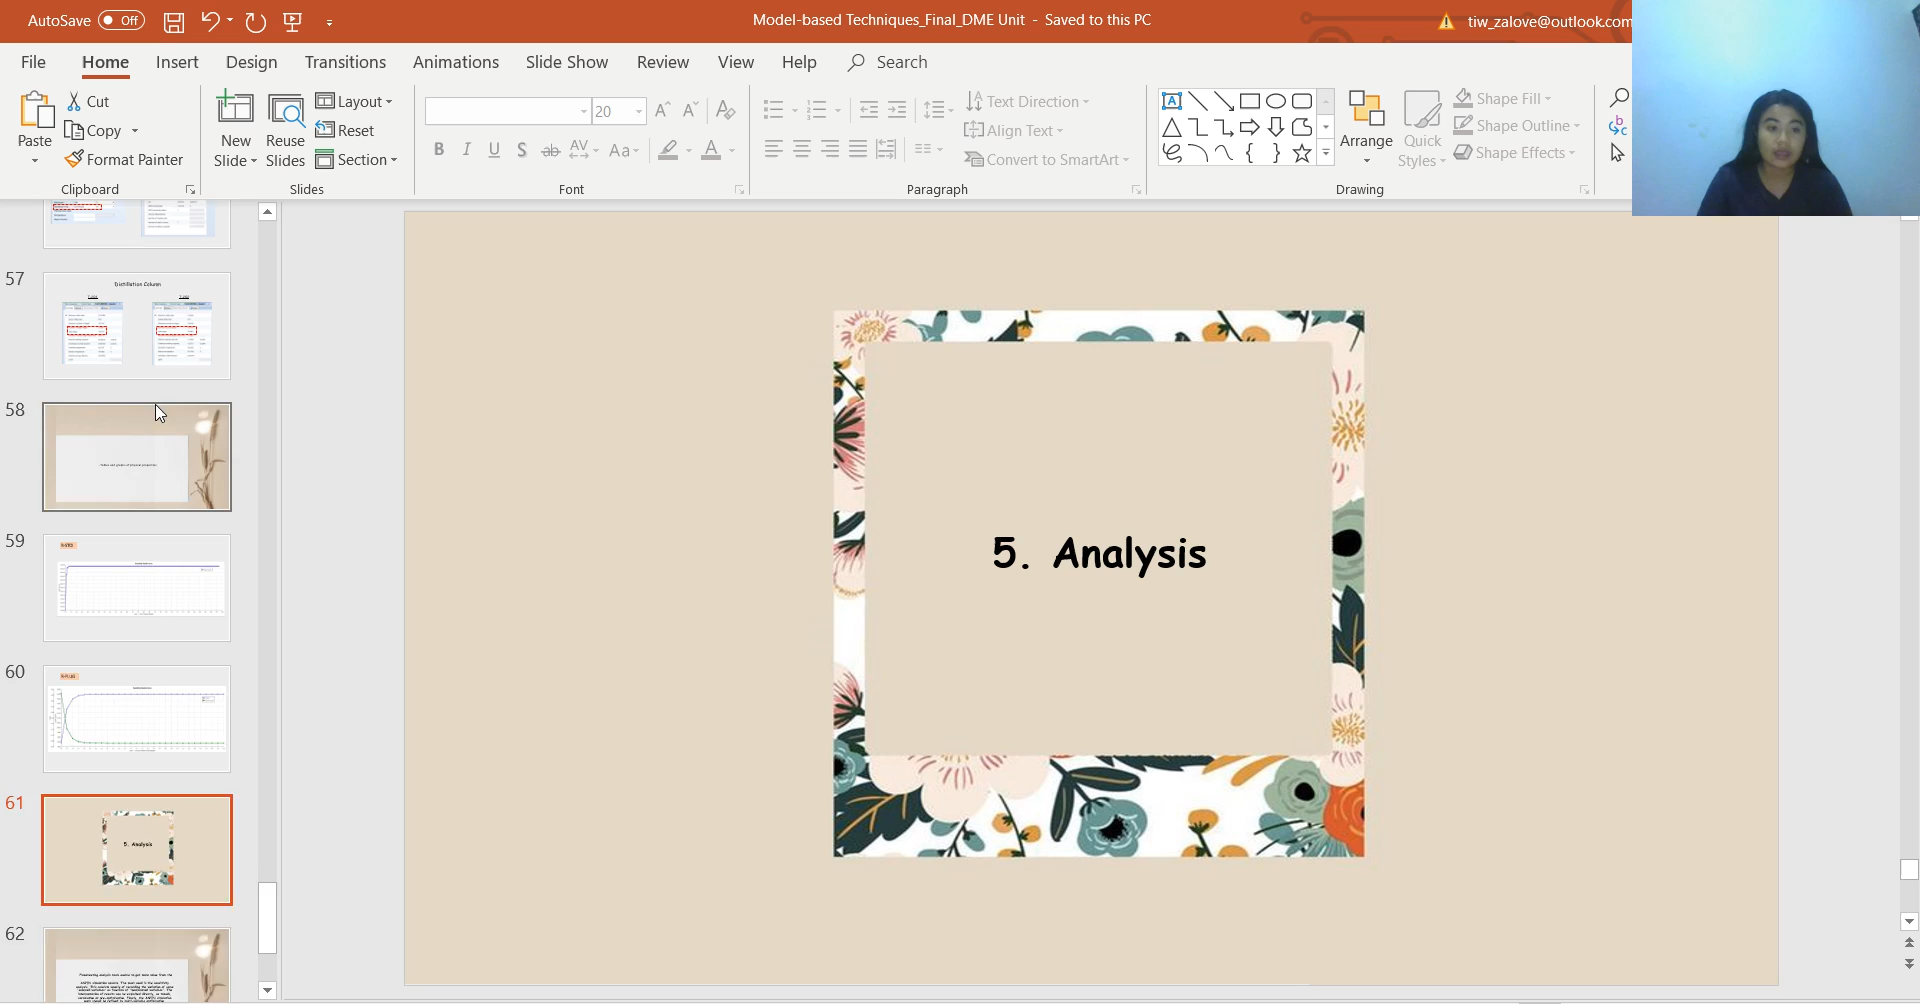 AutoSave Off
Model-based Techniques_Final_DME Unit - Saved to this PC
tiw_zalove@outlook.com
File Home Insert Design Transitions Animations Slide Show Review View Help Search
Paste
Cut
Copy
Format Painter
Clipboard
New Slide
Reuse Slides
Layout
Reset
Section
Slides
20
Aa
Font
Text Direction
Align Text
Convert to SmartArt
Paragraph
Arrange
Quick Styles
Shape Fill
Shape Outline
Shape Effects
Drawing
57
Distillation Column
58
59
60
61
5. Analysis
62
5. Analysis